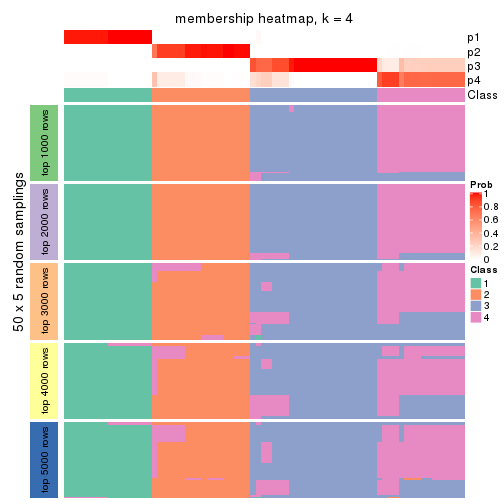 membership heatmap, k = 4
p1
p2
p3
p4
Class
50 x 5 random samplings
top 1000 rows
top 2000 rows
top 3000 rows
top 4000 rows
top 5000 rows
Prob
1
0.8
0.6
0.4
0.2
0
Class
1
2
3
4